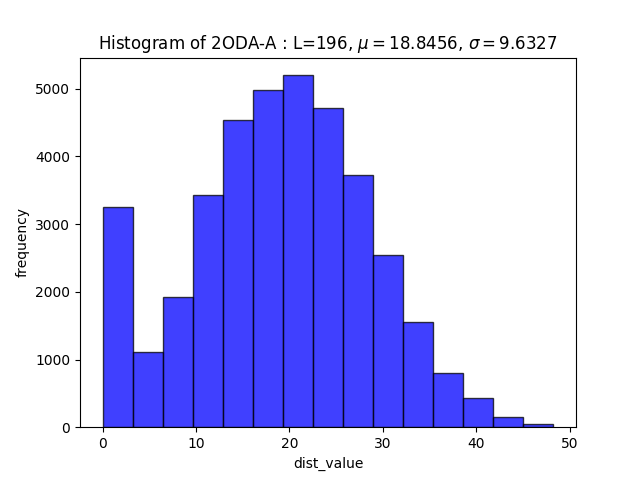 Histogram of 2ODA-A : L=196, μ = 18.8456, σ = 9.6327
5000
4000
3000
2000
1000
0
frequency
0 10 20 30 40 50
dist_value